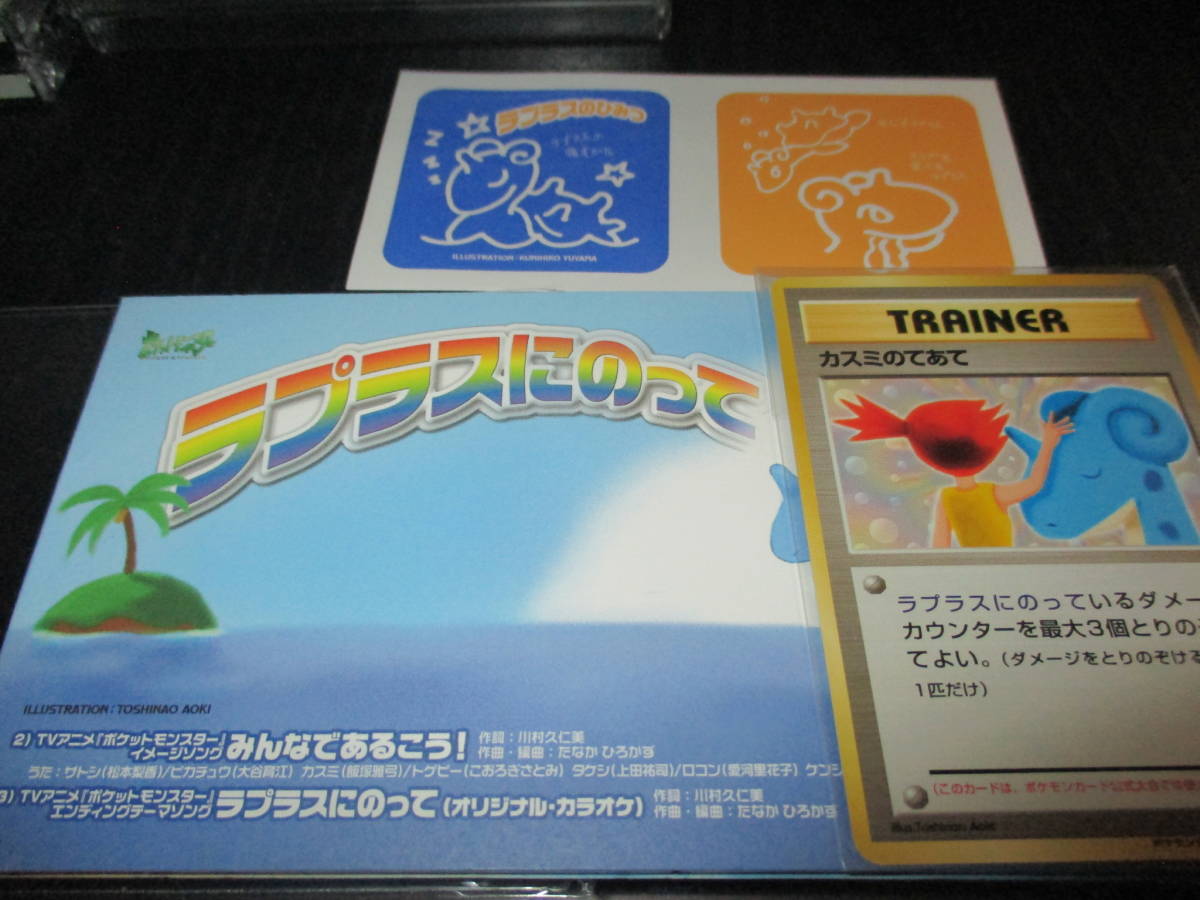 ラプラスのひみつ
ILLUSTRATION : KUNIHIKO YUYAMA
ラプラスにのって
TRAINER
カスミのてあて
ラプラスにのっているダメー
カウンターを最大3個とりの
てよい。(ダメージをとりのぞける
1匹だけ)
(このカードは、ポケモンカード公式大会で
Illus.Toshinao Aoki
ILLUSTRATION : TOSHINAO AOKI
2) TVアニメ『ポケットモンスター』
イメージソング みんなであるこう! 作詞:川村久仁美
作曲・編曲:たなか ひろかず
うた:サトシ(松本梨香)/ピカチュウ(大谷育江) カスミ(飯塚雅弓)/トゲピー(こおろぎさとみ) タケシ(上田祐司)/ロコン(愛河里花子) ケンジ
3) TVアニメ『ポケットモンスター』
エンディングテーマソング ラプラスにのって (オリジナル・カラオケ) 作詞:川村久仁美
作曲・編曲:たなか ひろかず